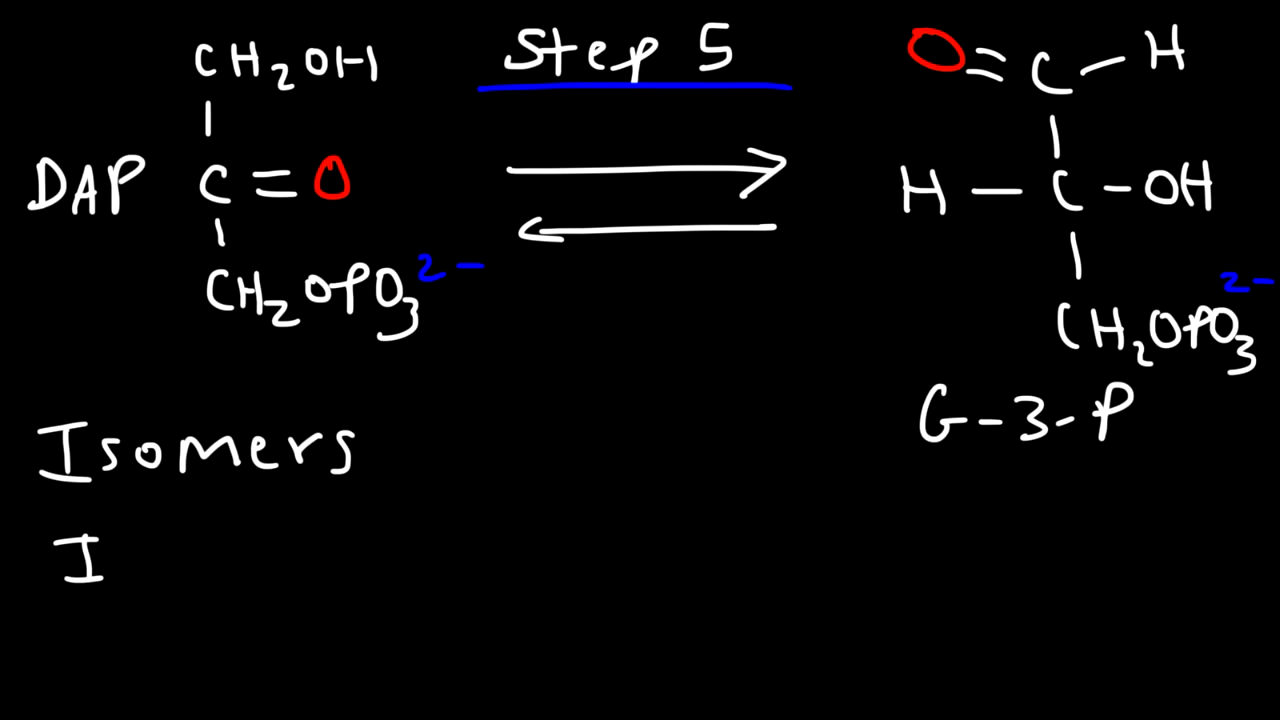 Step 5
CH2OH
|
DAP C = O
|
CH2OPO3 2-
O = C - H
|
H - C - OH
|
CH2OPO3 2-
G-3-P
Isomers
I